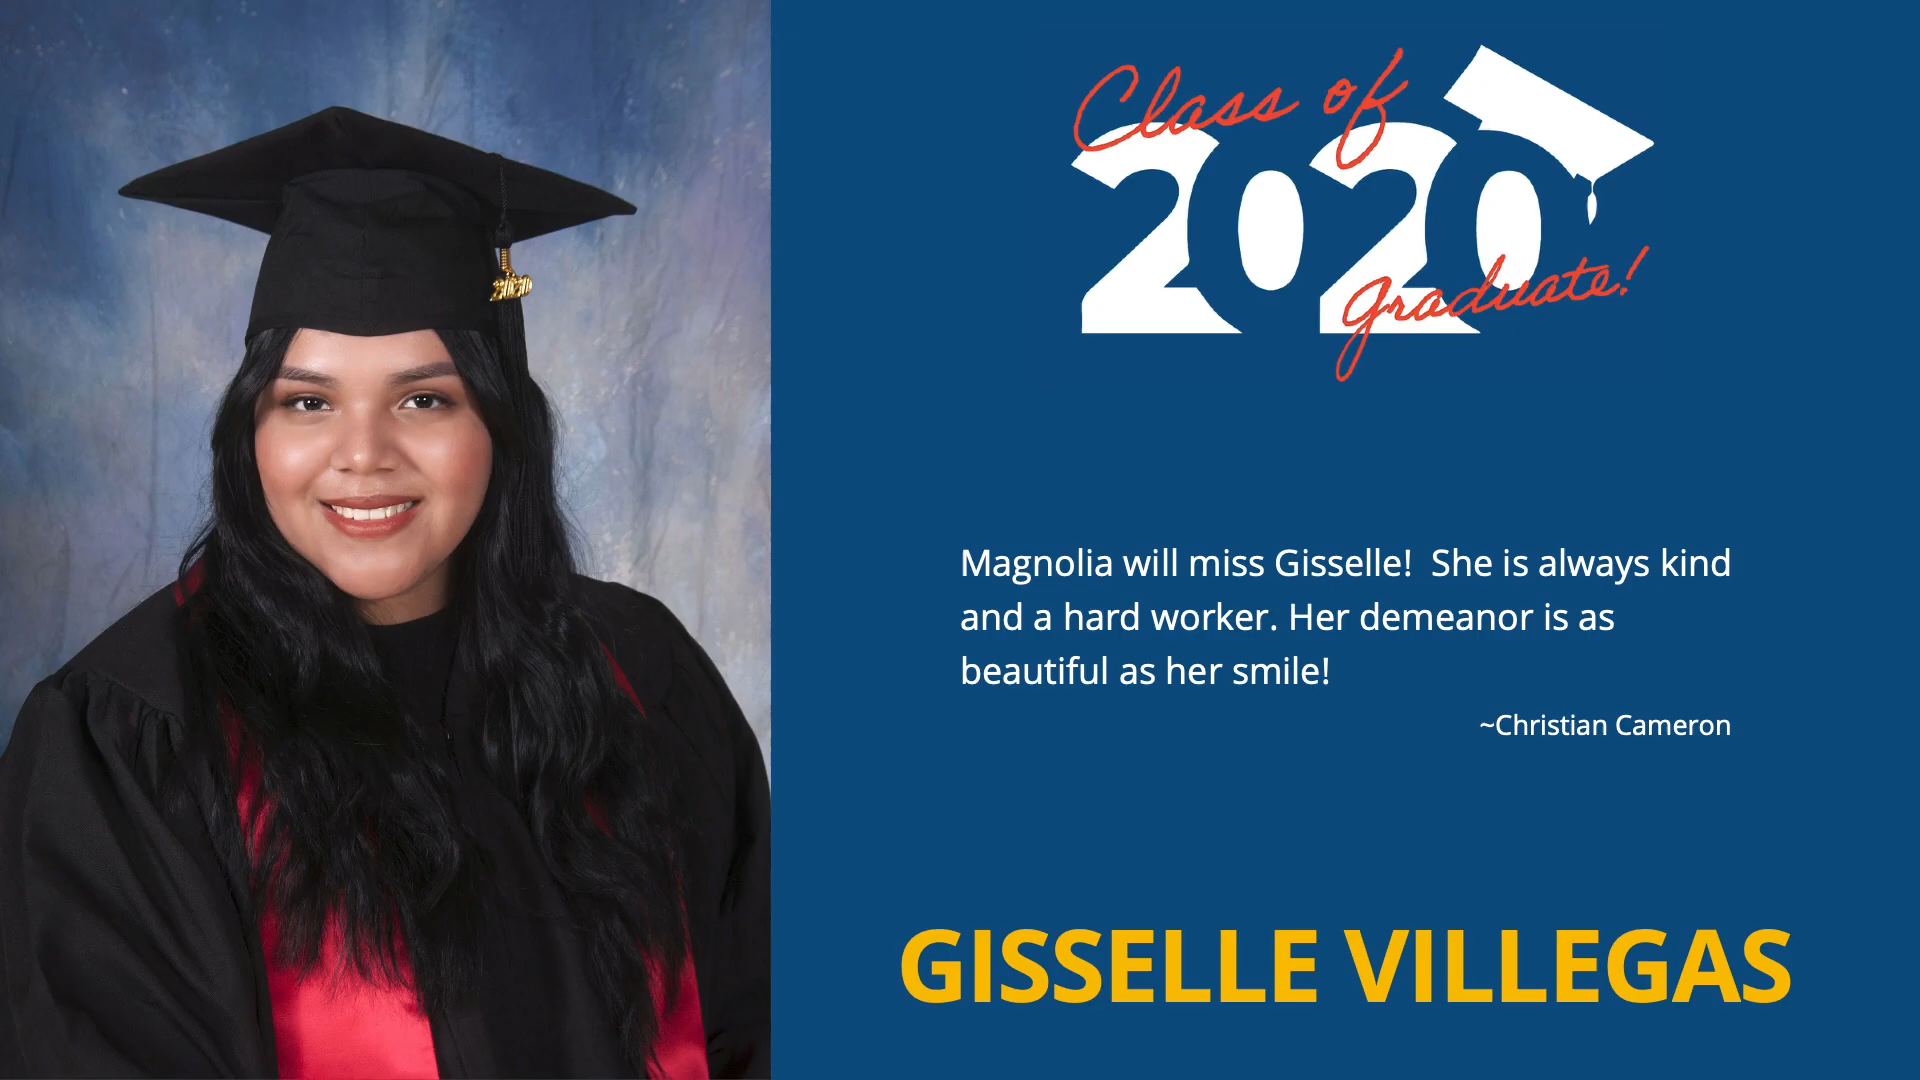 Class of
2020
graduate!
2020
Magnolia will miss Gisselle!  She is always kind
and a hard worker. Her demeanor is as
beautiful as her smile!
~Christian Cameron
GISSELLE VILLEGAS